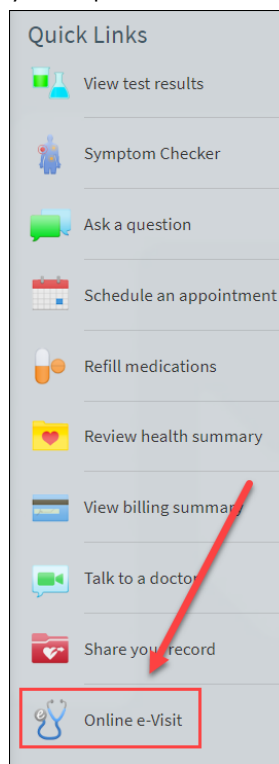 Quick Links
View test results
Symptom Checker
Ask a question
Schedule an appointment
Refill medications
Review health summary
View billing summary
Talk to a doctor
Share your record
Online e-Visit